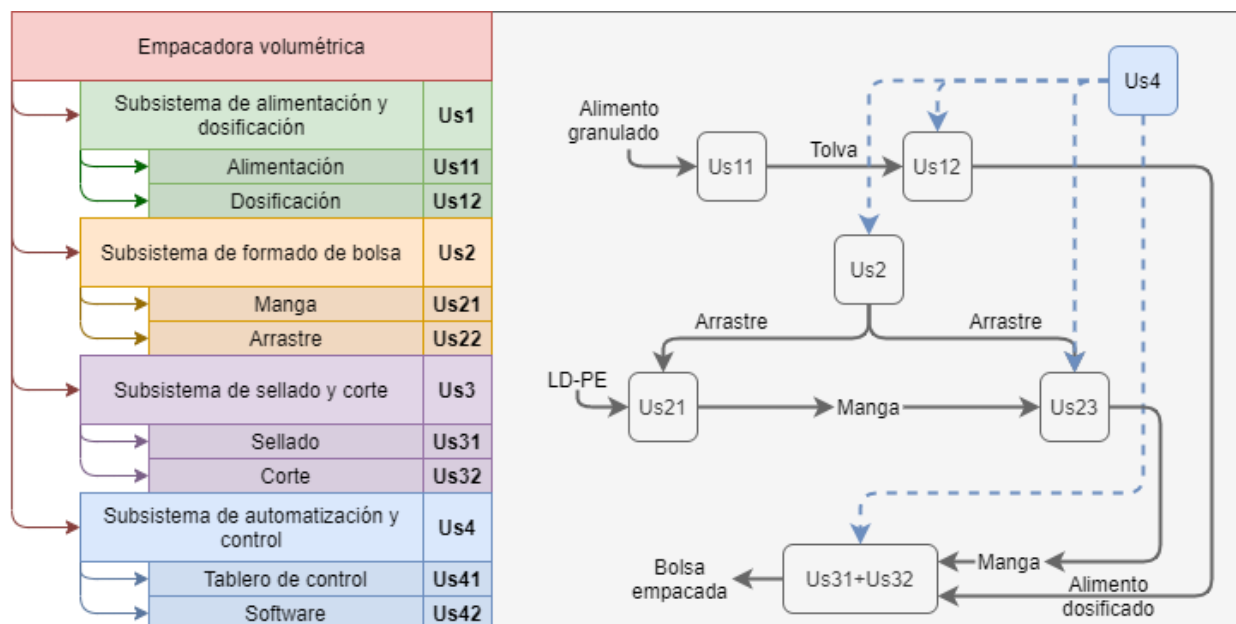 Empacadora volumétrica
Subsistema de alimentación y
dosificación
Us1
Alimentación
Us11
Dosificación
Us12
Subsistema de formado de bolsa
Us2
Manga
Us21
Arrastre
Us22
Subsistema de sellado y corte
Us3
Sellado
Us31
Corte
Us32
Subsistema de automatización y
control
Us4
Tablero de control
Us41
Software
Us42
Us4
Alimento
granulado
Us11
Tolva
Us12
Us2
Arrastre
Arrastre
LD-PE
Us21
Manga
Us23
Bolsa
empacada
Us31+Us32
Manga
Alimento
dosificado